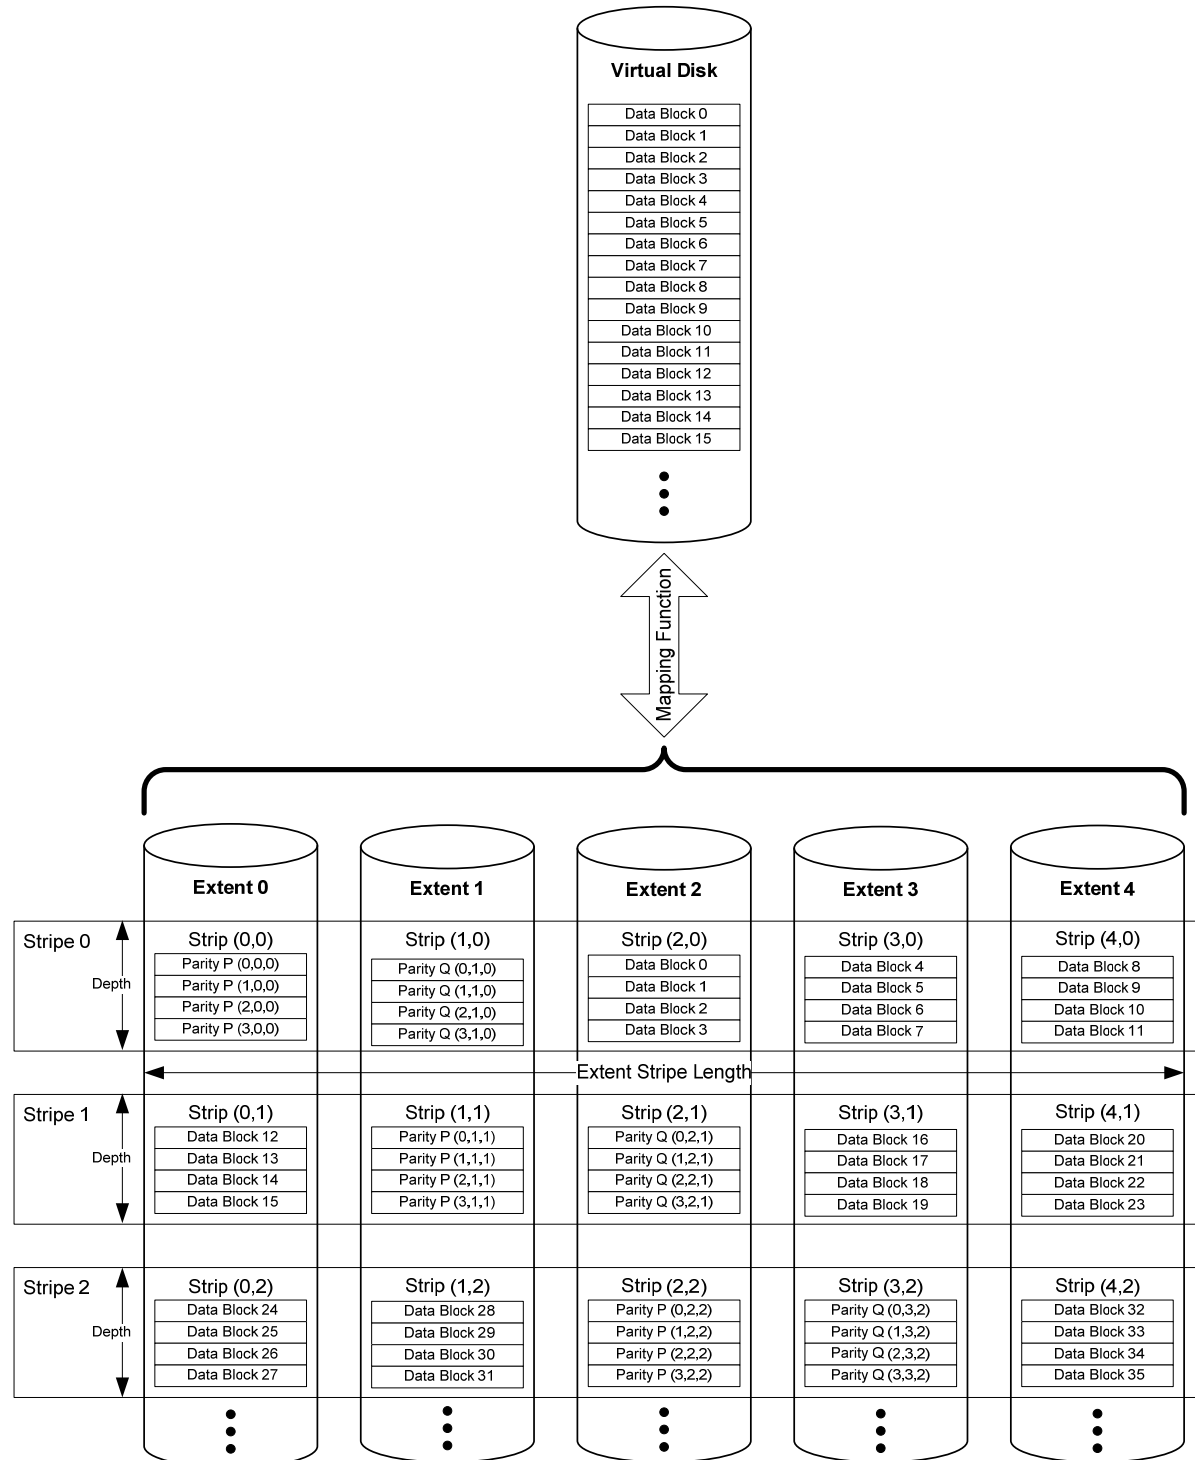 Virtual Disk
Data Block 0
Data Block 1
Data Block 2
Data Block 3
Data Block 4
Data Block 5
Data Block 6
Data Block 7
Data Block 8
Data Block 9
Data Block 10
Data Block 11
Data Block 12
Data Block 13
Data Block 14
Data Block 15
Mapping Function
Extent 0
Extent 1
Extent 2
Extent 3
Extent 4
Stripe 0
Depth
Strip (0,0)
Parity P (0,0,0)
Parity P (1,0,0)
Parity P (2,0,0)
Parity P (3,0,0)
Strip (1,0)
Parity Q (0,1,0)
Parity Q (1,1,0)
Parity Q (2,1,0)
Parity Q (3,1,0)
Strip (2,0)
Data Block 0
Data Block 1
Data Block 2
Data Block 3
Strip (3,0)
Data Block 4
Data Block 5
Data Block 6
Data Block 7
Strip (4,0)
Data Block 8
Data Block 9
Data Block 10
Data Block 11
Extent Stripe Length
Stripe 1
Depth
Strip (0,1)
Data Block 12
Data Block 13
Data Block 14
Data Block 15
Strip (1,1)
Parity P (0,1,1)
Parity P (1,1,1)
Parity P (2,1,1)
Parity P (3,1,1)
Strip (2,1)
Parity Q (0,2,1)
Parity Q (1,2,1)
Parity Q (2,2,1)
Parity Q (3,2,1)
Strip (3,1)
Data Block 16
Data Block 17
Data Block 18
Data Block 19
Strip (4,1)
Data Block 20
Data Block 21
Data Block 22
Data Block 23
Stripe 2
Depth
Strip (0,2)
Data Block 24
Data Block 25
Data Block 26
Data Block 27
Strip (1,2)
Data Block 28
Data Block 29
Data Block 30
Data Block 31
Strip (2,2)
Parity P (0,2,2)
Parity P (1,2,2)
Parity P (2,2,2)
Parity P (3,2,2)
Strip (3,2)
Parity Q (0,3,2)
Parity Q (1,3,2)
Parity Q (2,3,2)
Parity Q (3,3,2)
Strip (4,2)
Data Block 32
Data Block 33
Data Block 34
Data Block 35